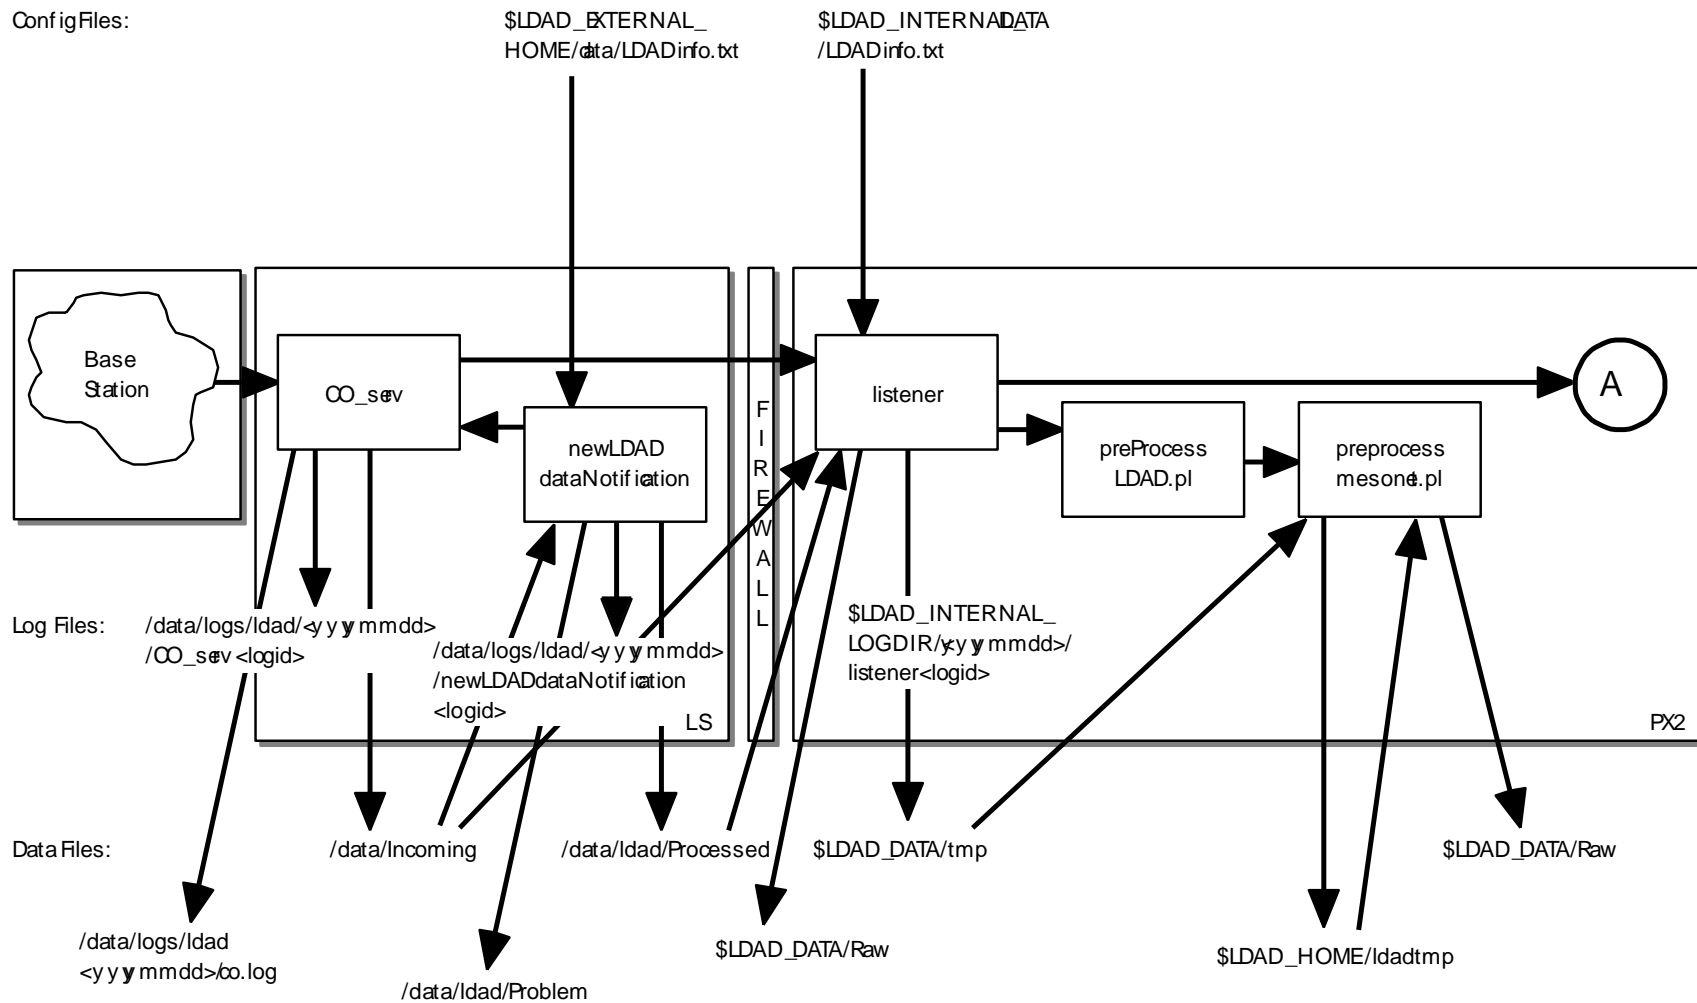 Config Files:
$LDAD_EXTERNAL_
HOME/data/LDADinfo.txt
$LDAD_INTERNAL_DATA
/LDADinfo.txt
Base
Station
CO_serv
newLDAD
dataNotification
LS
FIREWALL
listener
preProcess
LDAD.pl
preprocess
mesonet.pl
A
PX2
Log Files:
/data/logs/ldad/<yyyymmdd>
/CO_serv<logid>
/data/logs/ldad/<yyyymmdd>
/newLDADdataNotification
<logid>
$LDAD_INTERNAL_
LOGDIR/<yyyymmdd>/
listener<logid>
Data Files:
/data/Incoming
/data/ldad/Processed
$LDAD_DATA/tmp
$LDAD_DATA/Raw
/data/logs/ldad
<yyyymmdd>/co.log
/data/ldad/Problem
$LDAD_DATA/Raw
$LDAD_HOME/ldadtmp